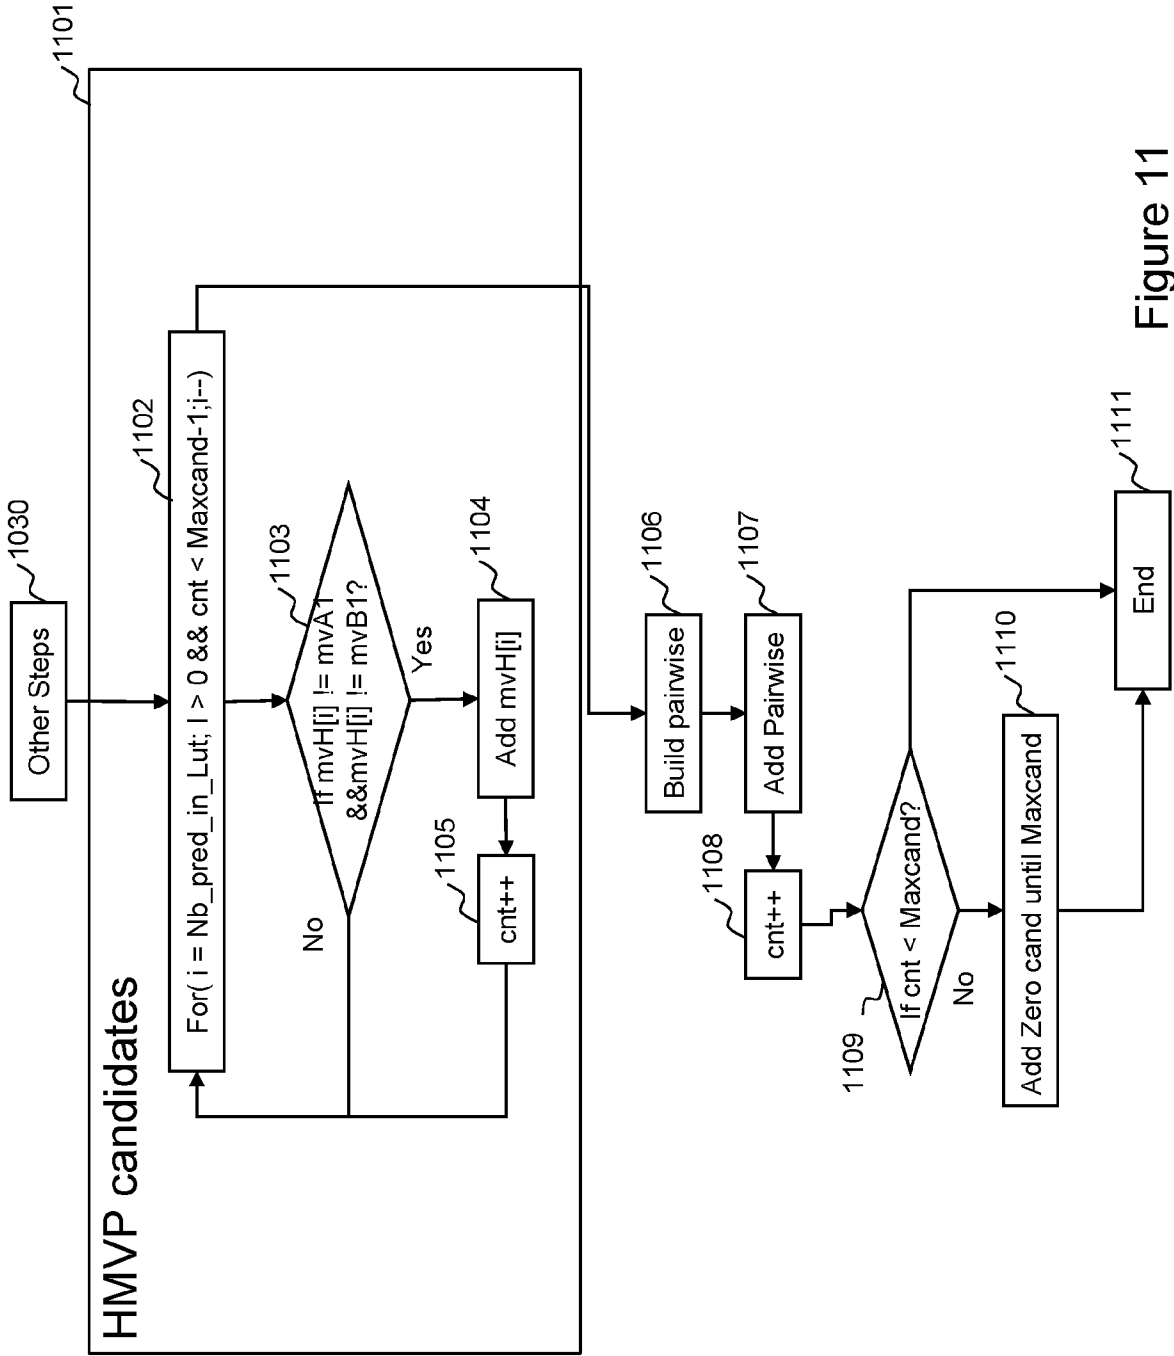 1030
Other Steps
1101
HMVP candidates
1102
For( i = Nb_pred_in_Lut; I > 0 && cnt < Maxcand-1;i--)
1103
If mvH[i] != mvA1
&&mvH[i] != mvB1?
No
Yes
1104
Add mvH[i]
1105
cnt++
1106
Build pairwise
1107
Add Pairwise
1108
cnt++
1109
If cnt < Maxcand?
No
1110
Add Zero cand until Maxcand
1111
End
Figure 11